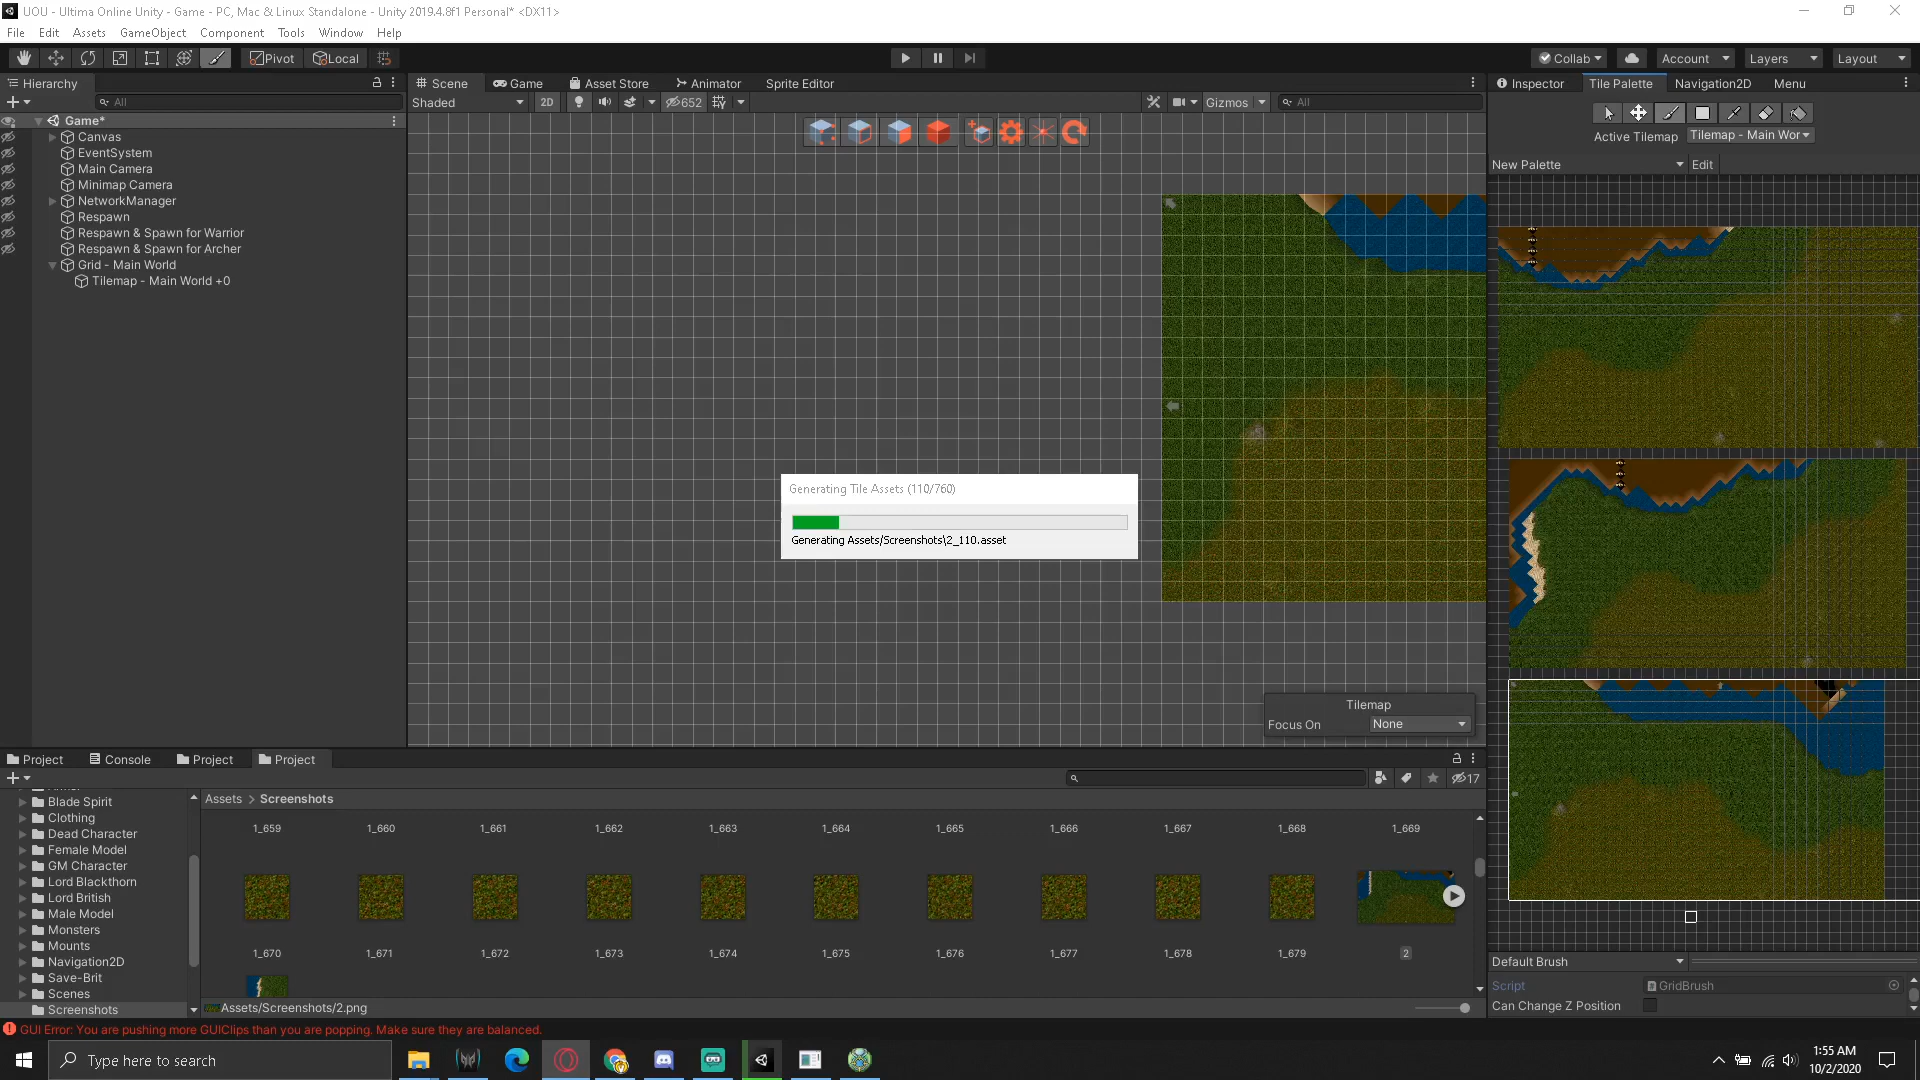 UOU - Ultima Online Unity - Game - PC, Mac & Linux Standalone - Unity 2019.4.8f1 Personal* <DX11>
File Edit Assets GameObject Component Tools Window Help
Pivot Local Collab Account Layers Layout
Hierarchy
All
Game*
Canvas
EventSystem
Main Camera
Minimap Camera
NetworkManager
Respawn
Respawn & Spawn for Warrior
Respawn & Spawn for Archer
Grid - Main World
Tilemap - Main World +0
Scene Game Asset Store Animator Sprite Editor
Shaded 2D 652 Gizmos All
Generating Tile Assets (110/760)
Generating Assets/Screenshots\2_110.asset
Tilemap
Focus On None
Inspector Tile Palette Navigation2D Menu
Active Tilemap Tilemap - Main Wor
New Palette Edit
Default Brush
Script GridBrush
Can Change Z Position
Project Console Project Project
17
Blade Spirit
Clothing
Dead Character
Female Model
GM Character
Lord Blackthorn
Lord British
Male Model
Monsters
Mounts
Navigation2D
Save-Brit
Scenes
Screenshots
Assets > Screenshots
1_659 1_660 1_661 1_662 1_663 1_664 1_665 1_666 1_667 1_668 1_669
1_670 1_671 1_672 1_673 1_674 1_675 1_676 1_677 1_678 1_679 2
Assets/Screenshots/2.png
GUI Error: You are pushing more GUIClips than you are popping. Make sure they are balanced.
Type here to search
1:55 AM
10/2/2020